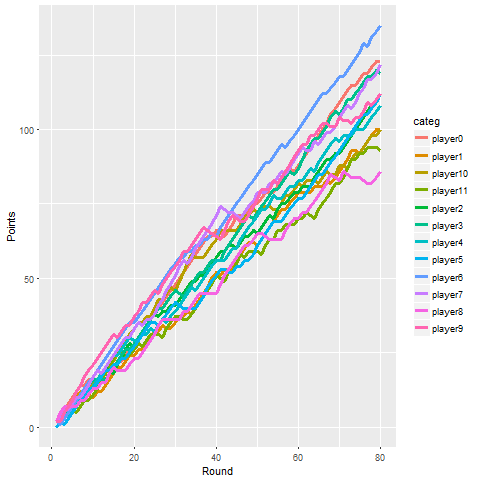 100
50
0
0
20
40
60
80
Round
Points
categ
player0
player1
player10
player11
player2
player3
player4
player5
player6
player7
player8
player9